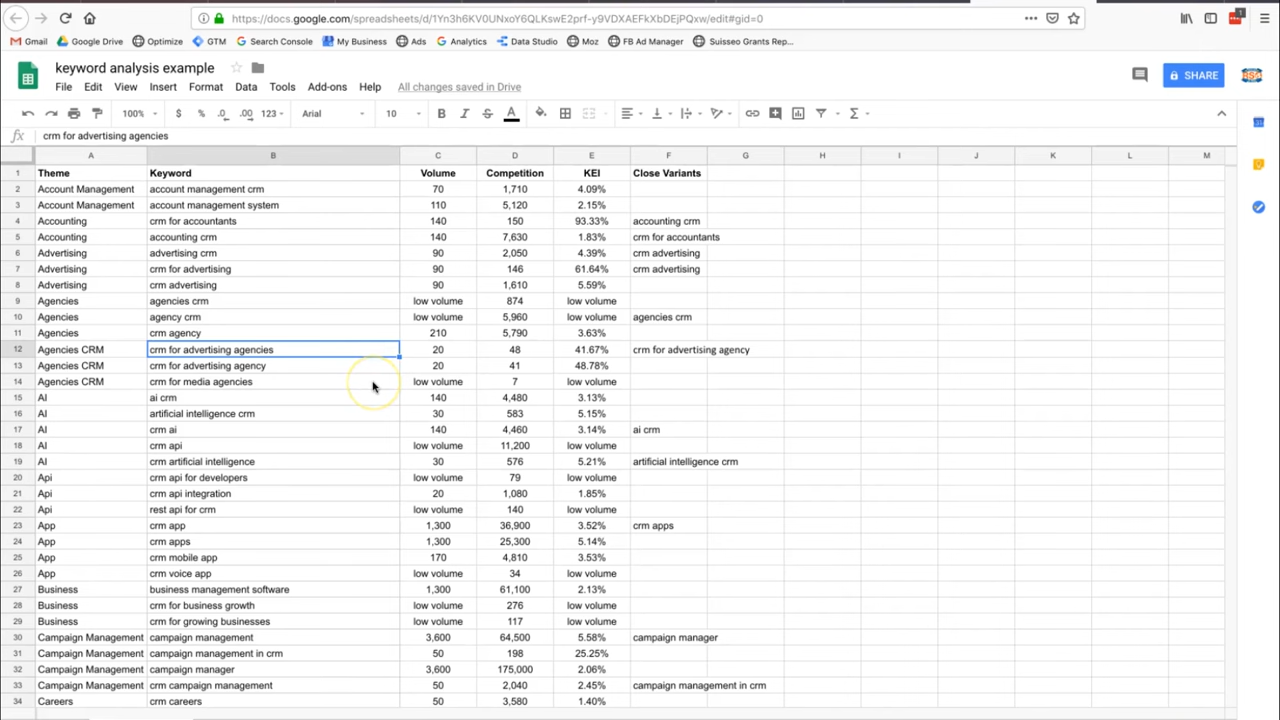 https://docs.google.com/spreadsheets/d/1Yn3h6KV0UNxoY6QLKswE2prf-y9VDXAEFkXbDEjPQxw/edit#gid=0
Gmail Google Drive Optimize GTM Search Console My Business Ads Analytics Data Studio Moz FB Ad Manager Suisseo Grants Rep...
keyword analysis example
File Edit View Insert Format Data Tools Add-ons Help All changes saved in Drive
SHARE
100% $ % .0 .00 123 Arial 10 B I S A Σ
fx crm for advertising agencies
A B C D E F G H I J K L M
1 Theme Keyword Volume Competition KEI Close Variants
2 Account Management account management crm 70 1,710 4.09%
3 Account Management account management system 110 5,120 2.15%
4 Accounting crm for accountants 140 150 93.33% accounting crm
5 Accounting accounting crm 140 7,630 1.83% crm for accountants
6 Advertising advertising crm 90 2,050 4.39% crm advertising
7 Advertising crm for advertising 90 146 61.64% crm advertising
8 Advertising crm advertising 90 1,610 5.59%
9 Agencies agencies crm low volume 874 low volume
10 Agencies agency crm low volume 5,960 low volume agencies crm
11 Agencies crm agency 210 5,790 3.63%
12 Agencies CRM crm for advertising agencies 20 48 41.67% crm for advertising agency
13 Agencies CRM crm for advertising agency 20 41 48.78%
14 Agencies CRM crm for media agencies low volume 7 low volume
15 AI ai crm 140 4,480 3.13%
16 AI artificial intelligence crm 30 583 5.15%
17 AI crm ai 140 4,460 3.14% ai crm
18 AI crm api low volume 11,200 low volume
19 AI crm artificial intelligence 30 576 5.21% artificial intelligence crm
20 Api crm api for developers low volume 79 low volume
21 Api crm api integration 20 1,080 1.85%
22 Api rest api for crm low volume 140 low volume
23 App crm app 1,300 36,900 3.52% crm apps
24 App crm apps 1,300 25,300 5.14%
25 App crm mobile app 170 4,810 3.53%
26 App crm voice app low volume 34 low volume
27 Business business management software 1,300 61,100 2.13%
28 Business crm for business growth low volume 276 low volume
29 Business crm for growing businesses low volume 117 low volume
30 Campaign Management campaign management 3,600 64,500 5.58% campaign manager
31 Campaign Management campaign management in crm 50 198 25.25%
32 Campaign Management campaign manager 3,600 175,000 2.06%
33 Campaign Management crm campaign management 50 2,040 2.45% campaign management in crm
34 Careers crm careers 50 3,580 1.40%